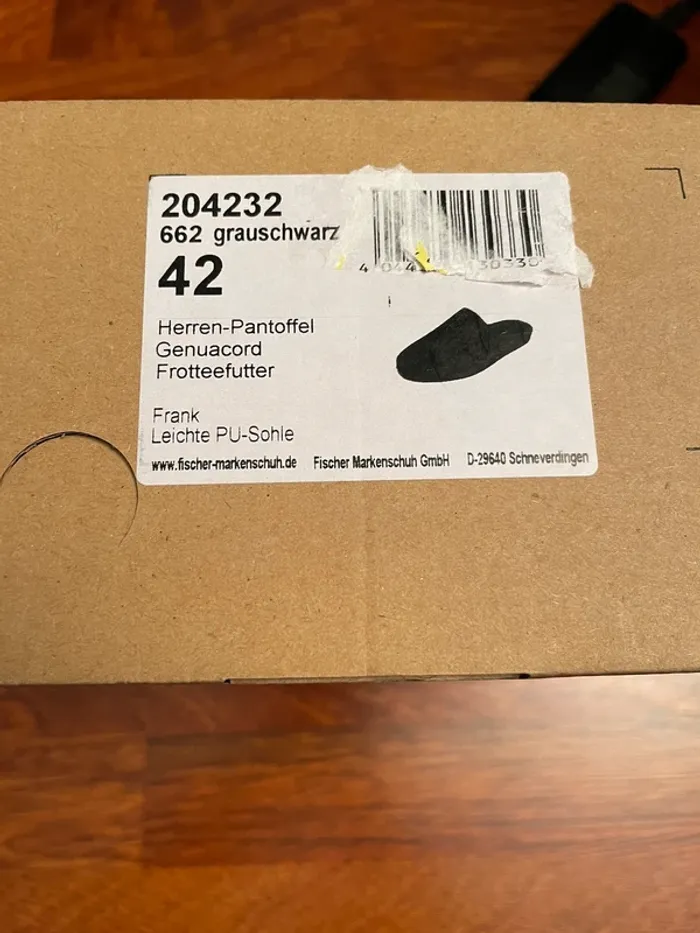 204232
662 grauschwarz
42
Herren-Pantoffel
Genuacord
Frotteefutter
Frank
Leichte PU-Sohle
www.fischer-markenschuh.de Fischer Markenschuh GmbH D-29640 Schneverdingen